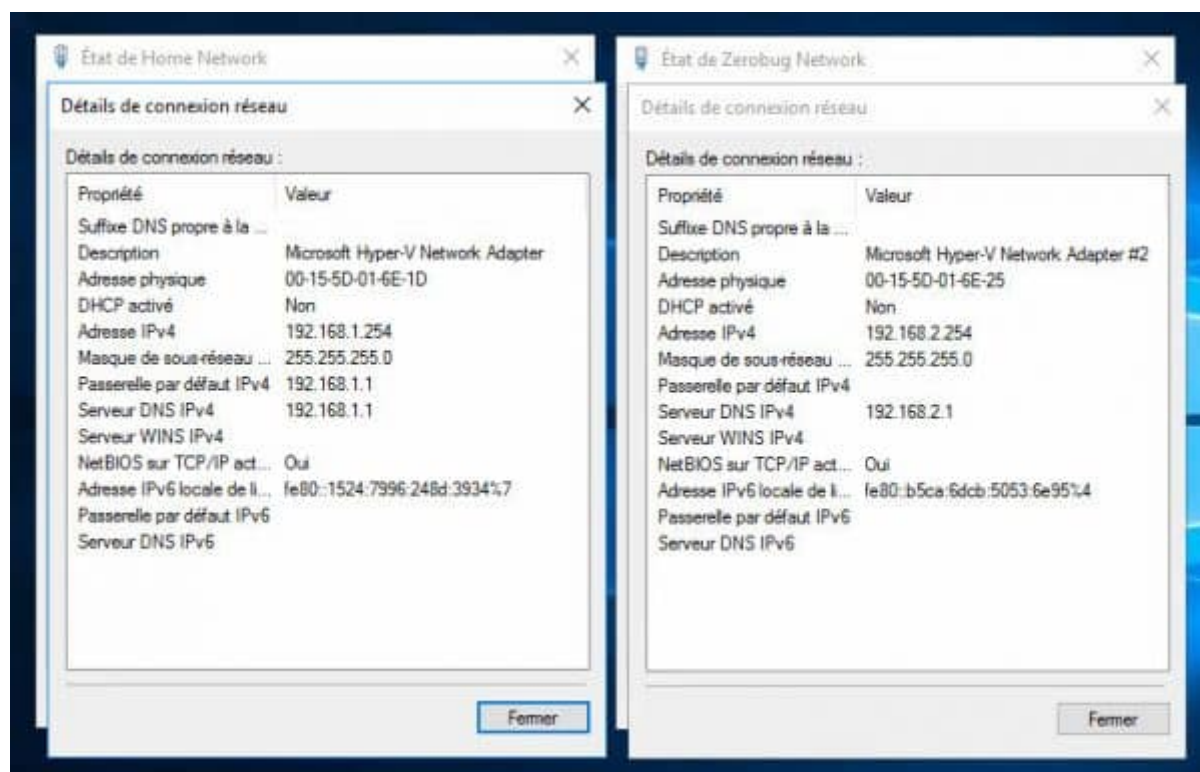 État de Home Network
Détails de connexion réseau
Détails de connexion réseau :
Propriété Valeur
Suffixe DNS propre à la ...
Description Microsoft Hyper-V Network Adapter
Adresse physique 00-15-5D-01-6E-1D
DHCP activé Non
Adresse IPv4 192.168.1.254
Masque de sous-réseau ... 255.255.255.0
Passerelle par défaut IPv4 192.168.1.1
Serveur DNS IPv4 192.168.1.1
Serveur WINS IPv4
NetBIOS sur TCP/IP act... Oui
Adresse IPv6 locale de li... fe80::1524:7996:248d:3934%7
Passerelle par défaut IPv6
Serveur DNS IPv6
Fermer
État de Zerobug Network
Détails de connexion réseau
Détails de connexion réseau :
Propriété Valeur
Suffixe DNS propre à la ...
Description Microsoft Hyper-V Network Adapter #2
Adresse physique 00-15-5D-01-6E-25
DHCP activé Non
Adresse IPv4 192.168.2.254
Masque de sous-réseau ... 255.255.255.0
Passerelle par défaut IPv4
Serveur DNS IPv4 192.168.2.1
Serveur WINS IPv4
NetBIOS sur TCP/IP act... Oui
Adresse IPv6 locale de li... fe80::b5ca:6dcb:5053:6e95%4
Passerelle par défaut IPv6
Serveur DNS IPv6
Fermer